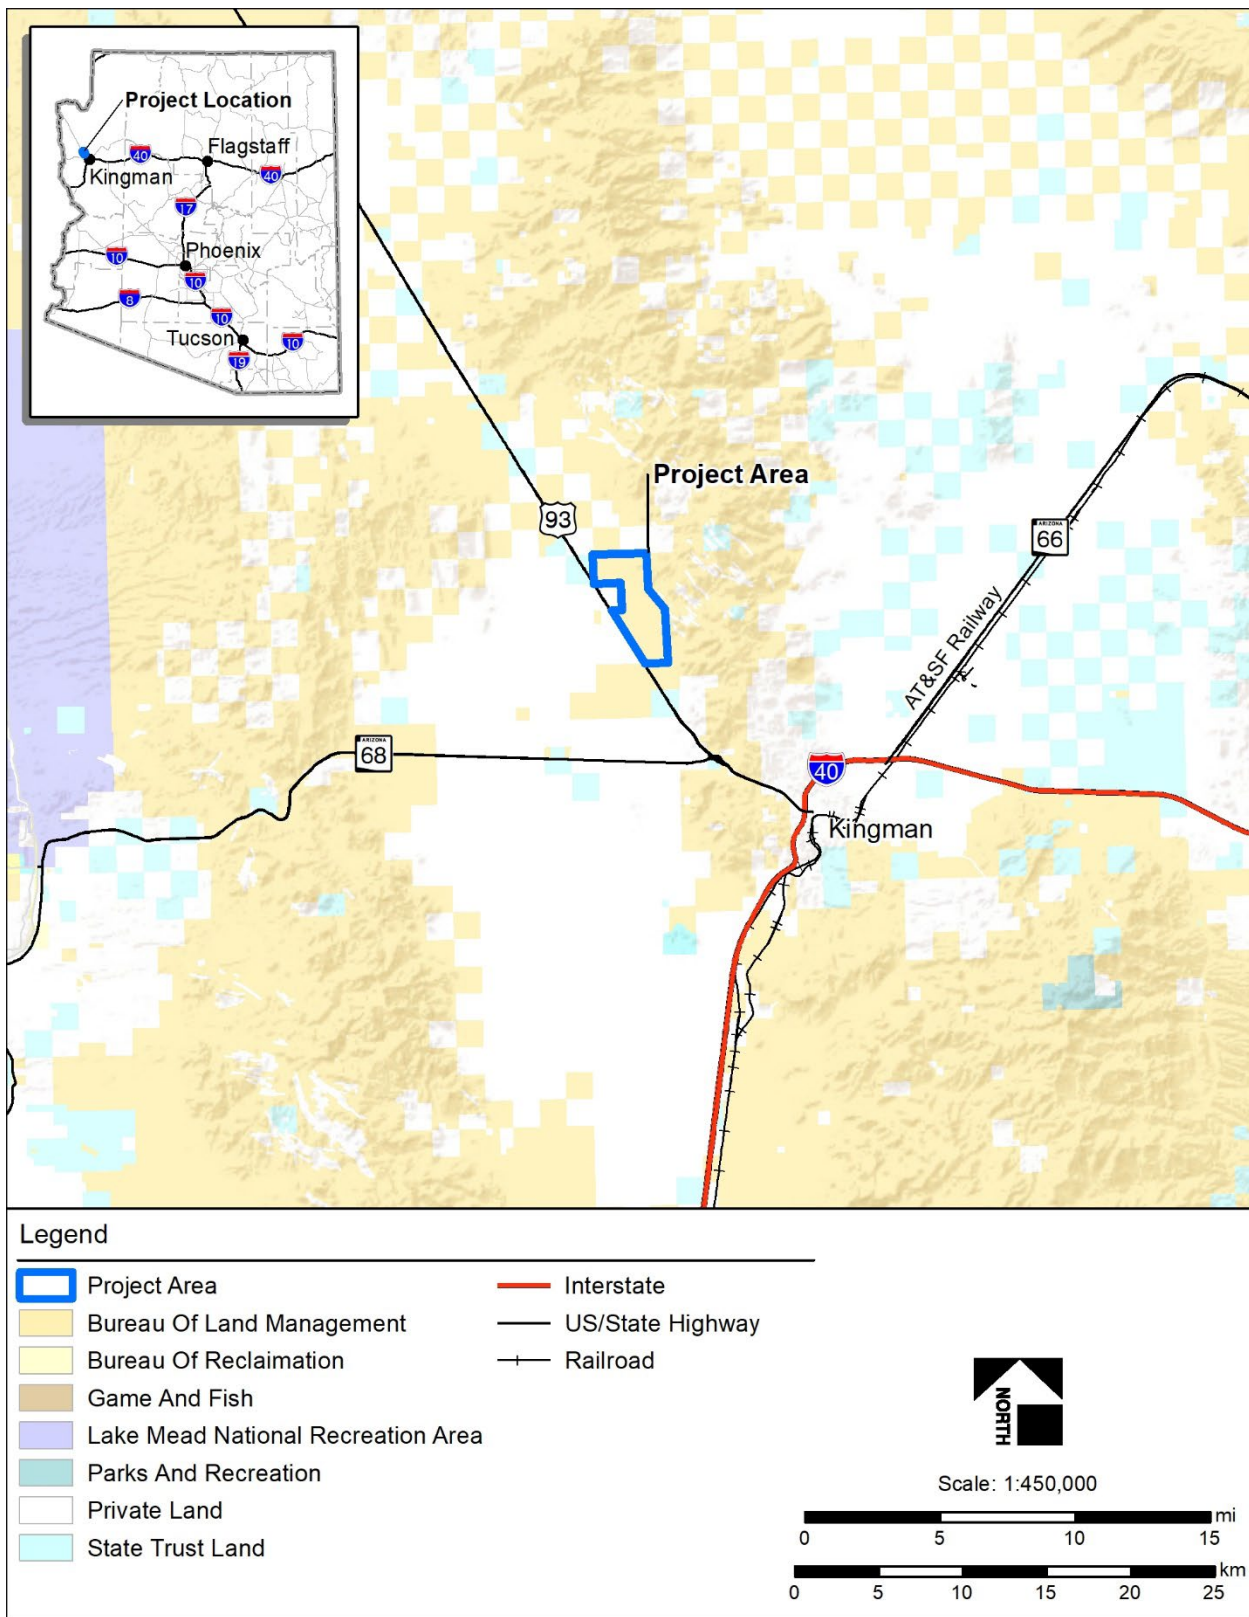 Project Location
40
Flagstaff
Kingman
40
17
Phoenix
10
10
8
10
Tucson
10
19
Project Area
93
ARIZONA
66
AT&SF Railway
ARIZONA
68
40
Kingman
Legend
Project Area
Bureau Of Land Management
Bureau Of Reclaimation
Game And Fish
Lake Mead National Recreation Area
Parks And Recreation
Private Land
State Trust Land
Interstate
US/State Highway
Railroad
NORTH
Scale: 1:450,000
mi
0 5 10 15
km
0 5 10 15 20 25